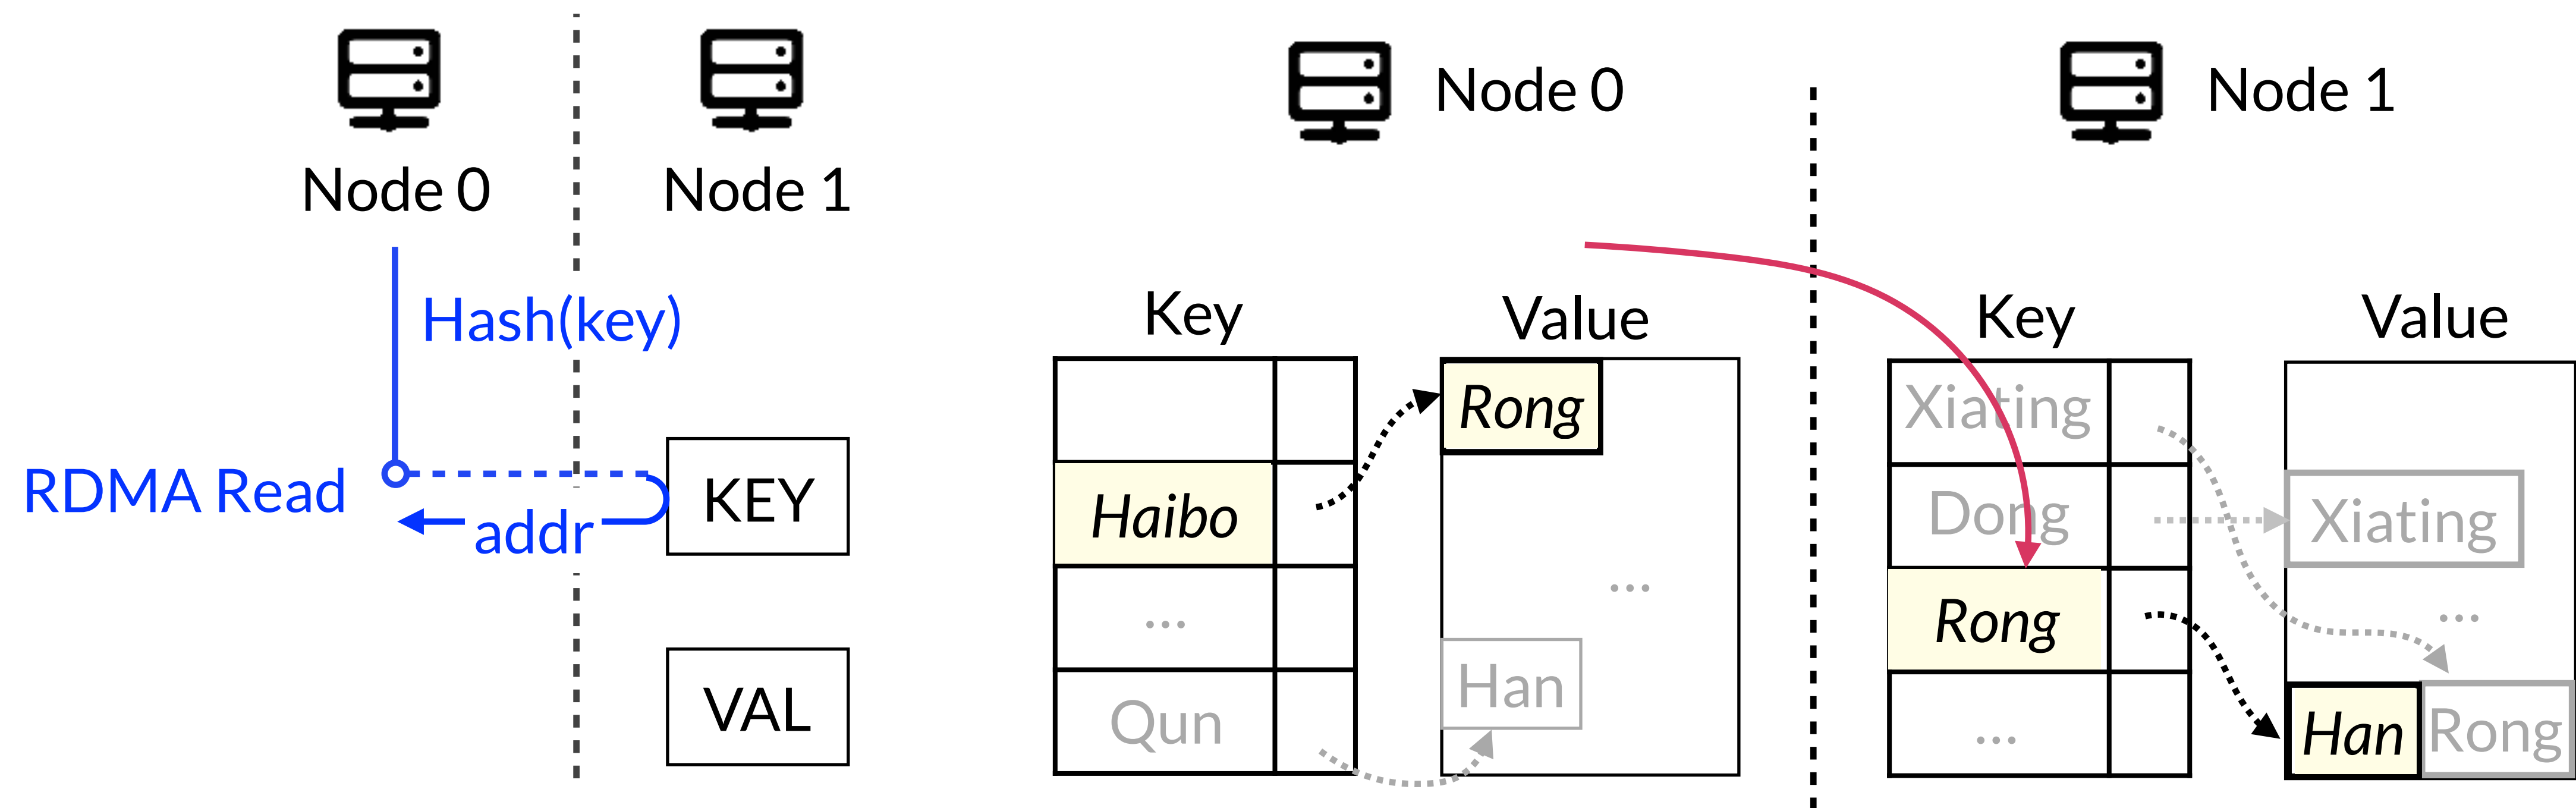 Node 0
Node 1
Hash(key)
RDMA Read
addr
KEY
VAL
Node 0
Key
Value
Haibo
...
Qun
Rong
...
Han
Node 1
Key
Value
Xiating
Dong
Rong
...
Xiating
...
Han
Rong